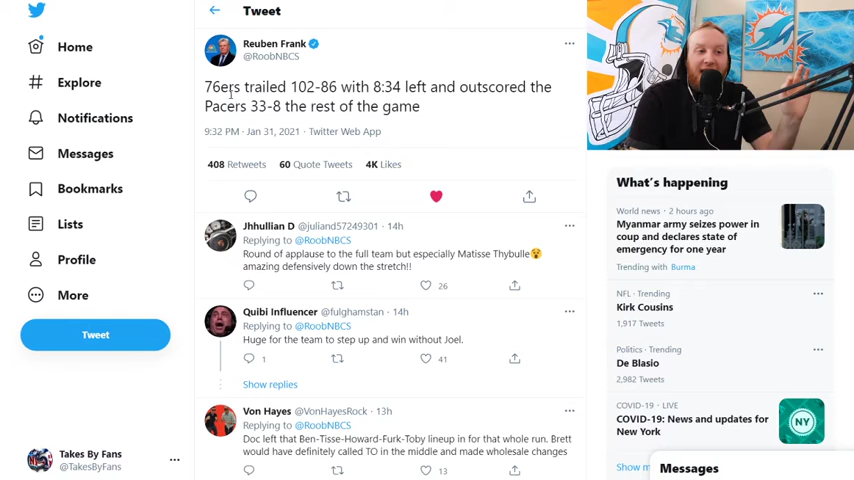 Tweet
Reuben Frank
@RoobNBCS
76ers trailed 102-86 with 8:34 left and outscored the
Pacers 33-8 the rest of the game
9:32 PM · Jan 31, 2021 · Twitter Web App
408 Retweets 60 Quote Tweets 4K Likes
Jhhullian D @juliand57249301 · 14h
Replying to @RoobNBCS
Round of applause to the full team but especially Matisse Thybulle😵
amazing defensively down the stretch!!
26
Quibi Influencer @fulghamstan · 14h
Replying to @RoobNBCS
Huge for the team to step up and win without Joel.
1 41
Show replies
Von Hayes @VonHayesRock · 13h
Replying to @RoobNBCS
Doc left that Ben-Tisse-Howard-Furk-Toby lineup in for that whole run. Brett
would have definitely called TO in the middle and made wholesale changes
13
Home
Explore
Notifications
Messages
Bookmarks
Lists
Profile
More
Tweet
Takes By Fans
@TakesByFans
What's happening
World news · 2 hours ago
Myanmar army seizes power in
coup and declares state of
emergency for one year
Trending with Burma
NFL · Trending
Kirk Cousins
1,917 Tweets
Politics · Trending
De Blasio
2,982 Tweets
COVID-19 · LIVE
COVID-19: News and updates for
New York
NY
Show m
Messages